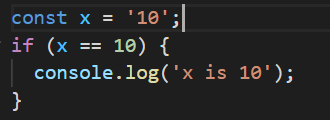 const x = '10';
if (x == 10) {
  console.log('x is 10');
}